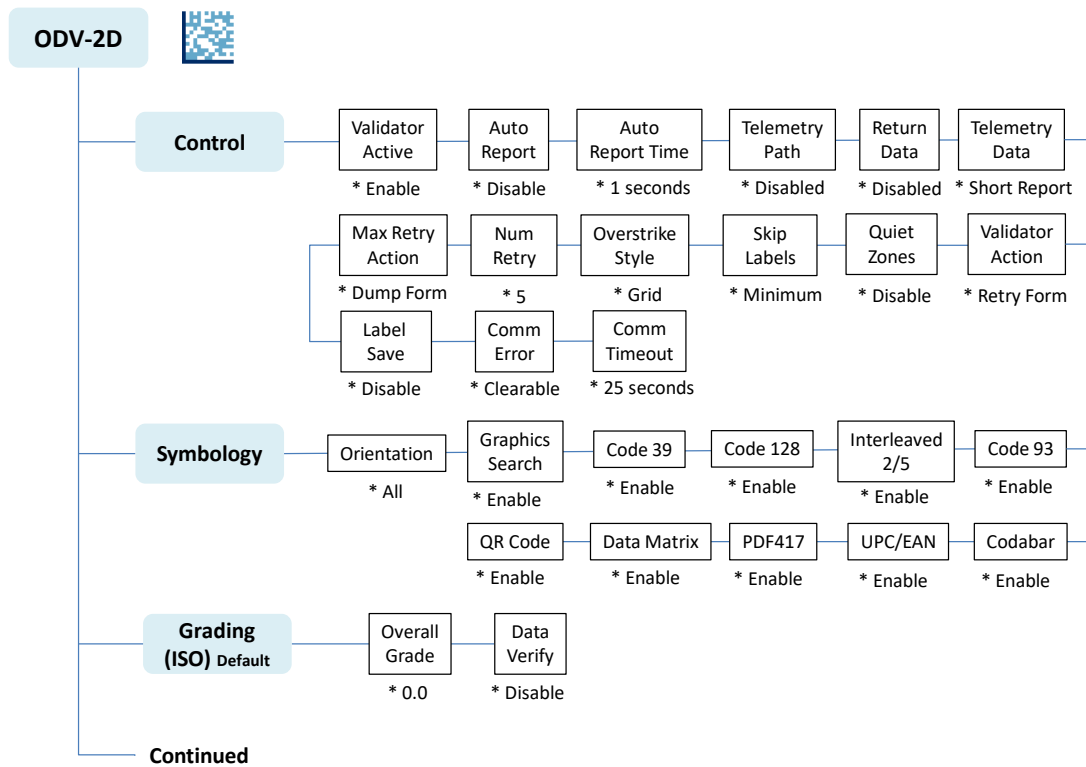 ODV-2D
Control
Validator
Active
Auto
Report
Auto
Report Time
Telemetry
Path
Return
Data
Telemetry
Data
* Enable
* Disable
* 1 seconds
* Disabled
* Disabled
* Short Report
Max Retry
Action
Num
Retry
Overstrike
Style
Skip
Labels
Quiet
Zones
Validator
Action
* Dump Form
* 5
* Grid
* Minimum
* Disable
* Retry Form
Label
Save
Comm
Error
Comm
Timeout
* Disable
* Clearable
* 25 seconds
Symbology
Orientation
Graphics
Search
Code 39
Code 128
Interleaved
2/5
Code 93
* All
* Enable
* Enable
* Enable
* Enable
* Enable
QR Code
Data Matrix
PDF417
UPC/EAN
Codabar
* Enable
* Enable
* Enable
* Enable
* Enable
Grading
(ISO) Default
Overall
Grade
Data
Verify
* 0.0
* Disable
Continued